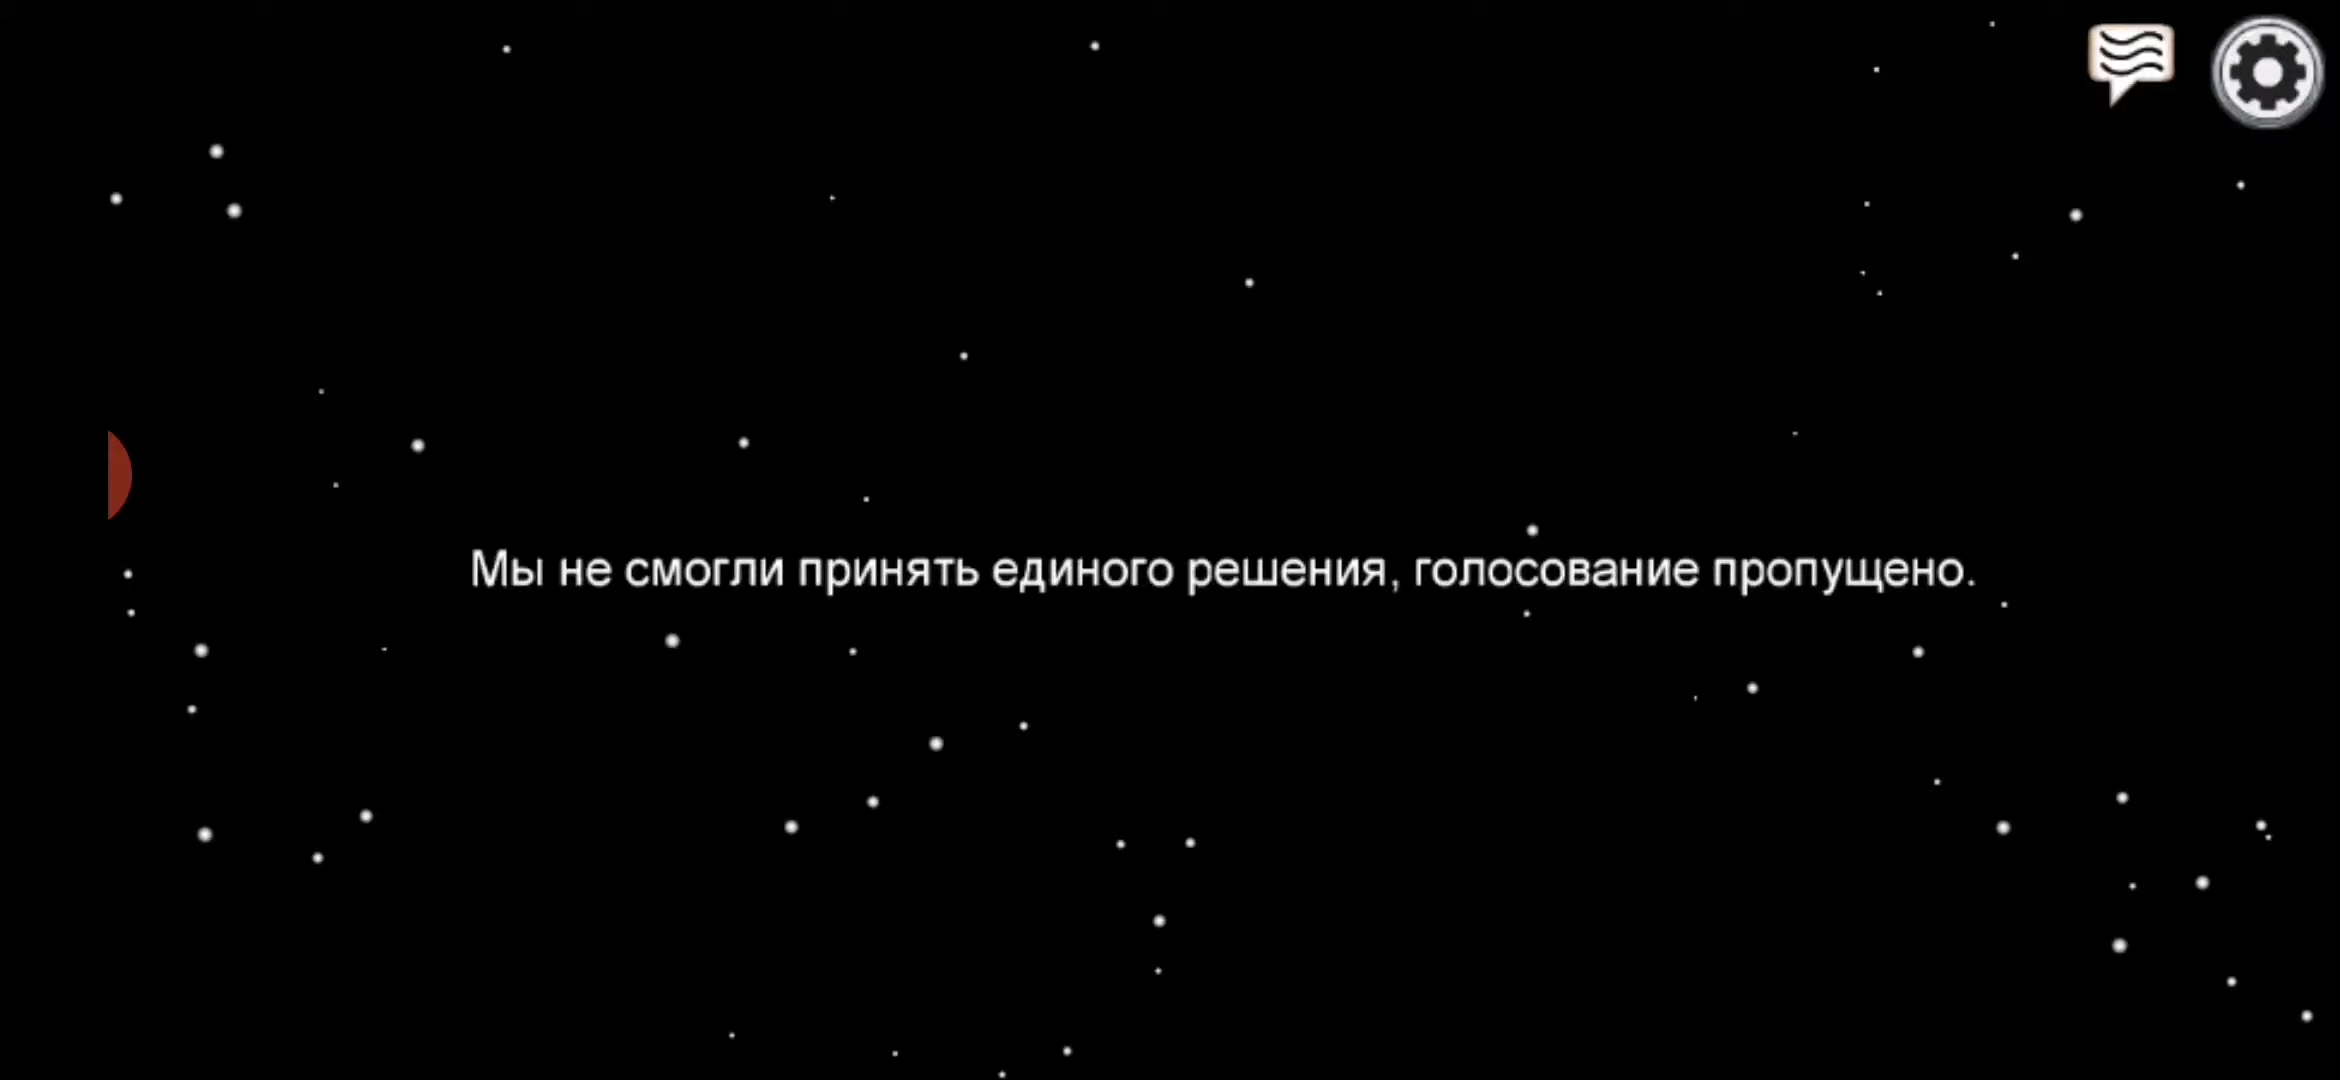 Мы не смогли принять единого решения, голосование пропущено.